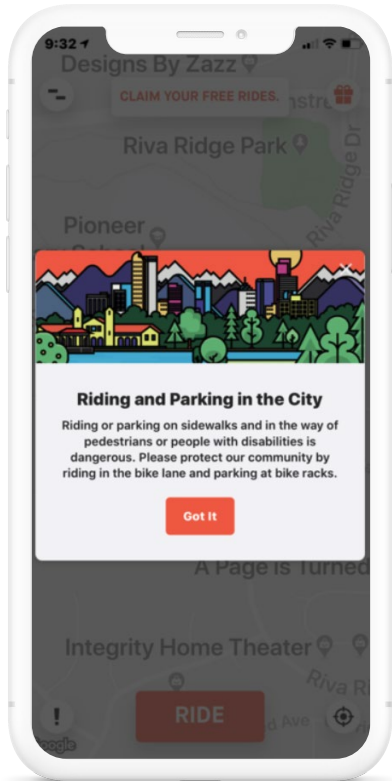 9:32
Designs By Zazz
CLAIM YOUR FREE RIDES.
nstru
Riva Ridge Park
Riva Ridge Dr
Pioneer
Riding and Parking in the City
Riding or parking on sidewalks and in the way of
pedestrians or people with disabilities is
dangerous. Please protect our community by
riding in the bike lane and parking at bike racks.
Got it
A Page is Turned
Integrity Home Theater
Riva Ri
!
RIDE
d Ave
Google